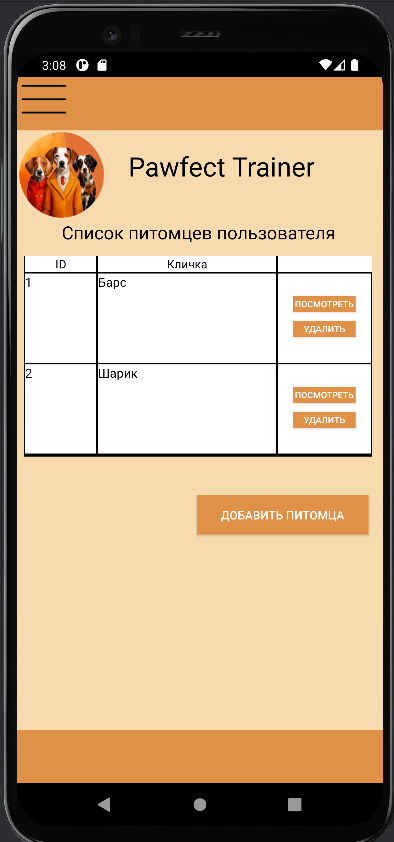 3:08
Pawfect Trainer
Список питомцев пользователя
ID Кличка
1 Барс
ПОСМОТРЕТЬ
УДАЛИТЬ
2 Шарик
ПОСМОТРЕТЬ
УДАЛИТЬ
ДОБАВИТЬ ПИТОМЦА